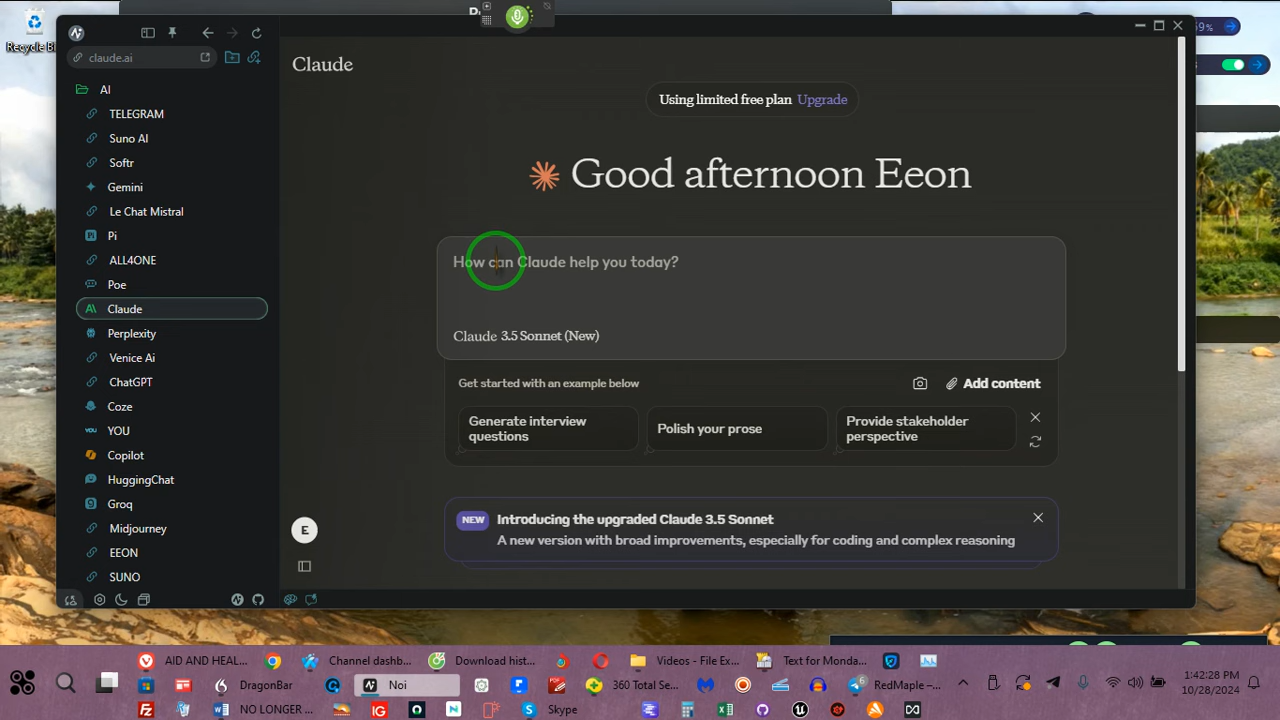 Recycle Bi
claude.ai
AI
TELEGRAM
Suno AI
Softr
Gemini
Le Chat Mistral
Pi
ALL4ONE
Poe
Claude
Perplexity
Venice Ai
ChatGPT
Coze
YOU
YOU
Copilot
HuggingChat
Groq
Midjourney
EEON
SUNO
Claude
Using limited free plan Upgrade
Good afternoon Eeon
How can Claude help you today?
Claude 3.5 Sonnet (New)
Get started with an example below
Add content
Generate interview
questions
Polish your prose
Provide stakeholder
perspective
NEW
Introducing the upgraded Claude 3.5 Sonnet
A new version with broad improvements, especially for coding and complex reasoning
E
59%
AID AND HEAL...
Channel dashb...
Download hist...
Videos - File Ex...
Text for Monda...
DragonBar
Noi
360 Total Se...
RedMaple –...
NO LONGER ...
IG
Skype
1:42:28 PM
10/28/2024